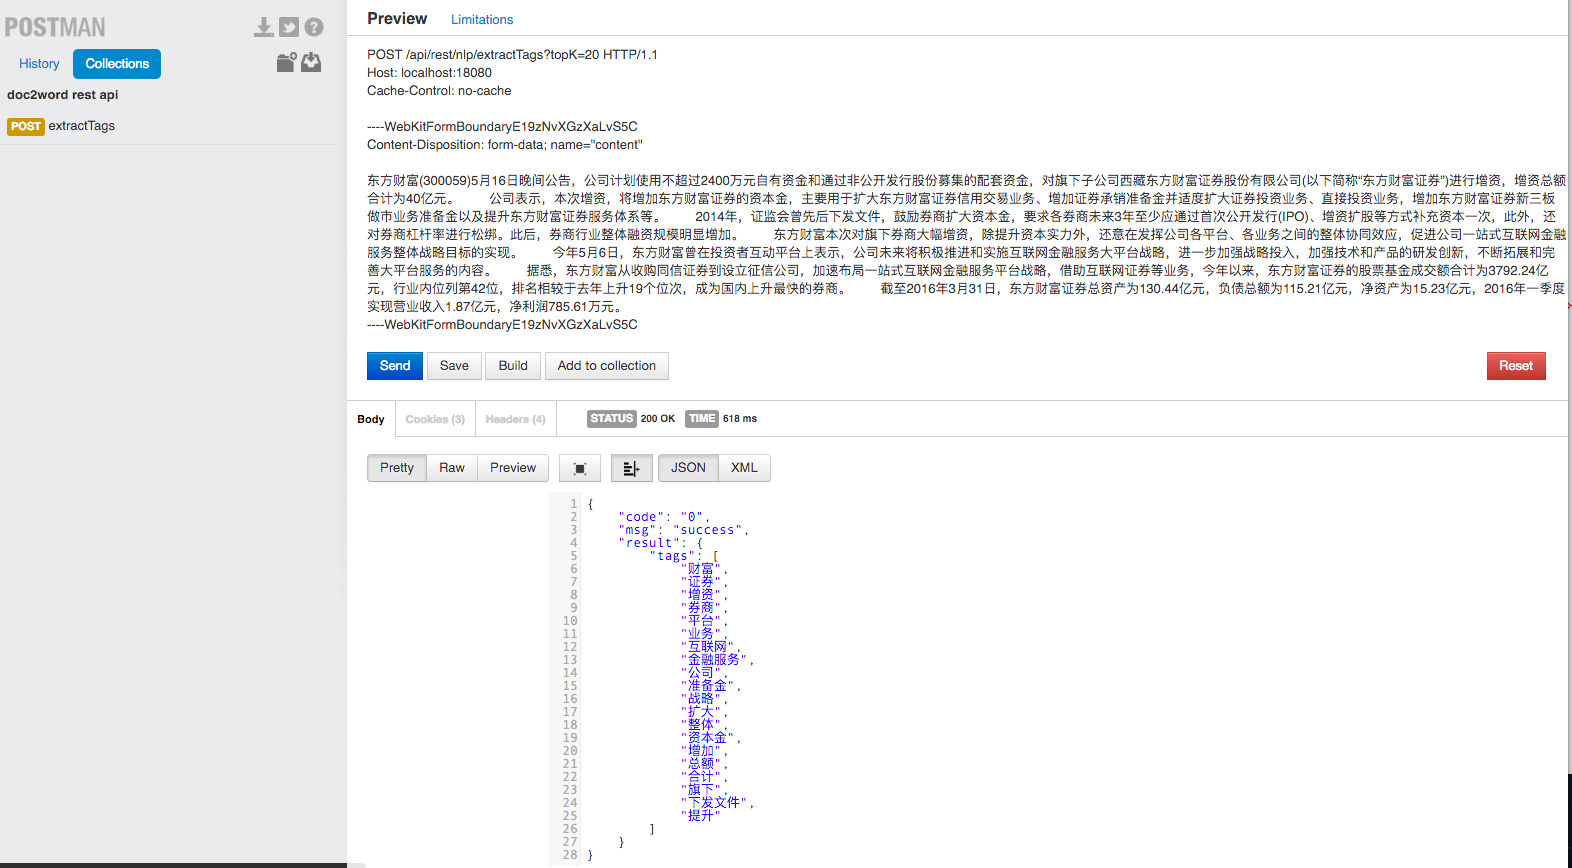 POSTMAN
History
Collections
doc2word rest api
POST extractTags
Preview
Limitations
POST /api/rest/nlp/extractTags?topK=20 HTTP/1.1
Host: localhost:18080
Cache-Control: no-cache
----WebKitFormBoundaryE19zNvXGzXaLvS5C
Content-Disposition: form-data; name="content"
东方财富(300059)5月16日晚间公告，公司计划使用不超过2400万元自有资金和通过非公开发行股份募集的配套资金，对旗下子公司西藏东方财富证券股份有限公司(以下简称“东方财富证券”)进行增资，增资总额
合计为40亿元。 公司表示，本次增资，将增加东方财富证券的资本金，主要用于扩大东方财富证券信用交易业务、增加证券承销准备金并适度扩大证券投资业务、直接投资业务，增加东方财富证券新三板
做市业务准备金以及提升东方财富证券服务体系等。 2014年，证监会曾先后下发文件，鼓励券商扩大资本金，要求各券商未来3年至少应通过首次公开发行(IPO)、增资扩股等方式补充资本一次，此外，还
对券商杠杆率进行松绑。此后，券商行业整体融资规模明显增加。 东方财富本次对旗下券商大幅增资，除提升资本实力外，还意在发挥公司各平台、各业务之间的整体协同效应，促进公司一站式互联网金融
服务整体战略目标的实现。 今年5月6日，东方财富曾在投资者互动平台上表示，公司未来将积极推进和实施互联网金融服务大平台战略，进一步加强战略投入，加强技术和产品的研发创新，不断拓展和完
善大平台服务的内容。 据悉，东方财富从收购同信证券到设立征信公司，加速布局一站式互联网金融服务平台战略，借助互联网证券等业务，今年以来，东方财富证券的股票基金成交额合计为3792.24亿
元，行业内位列第42位，排名相较于去年上升19个位次，成为国内上升最快的券商。 截至2016年3月31日，东方财富证券总资产为130.44亿元，负债总额为115.21亿元，净资产为15.23亿元，2016年一季度
实现营业收入1.87亿元，净利润785.61万元。
----WebKitFormBoundaryE19zNvXGzXaLvS5C
Send Save Build Add to collection Reset
Body Cookies (3) Headers (4) STATUS 200 OK TIME 618 ms
Pretty Raw Preview JSON XML
1 {
2 "code": "0",
3 "msg": "success",
4 "result": {
5 "tags": [
6 "财富",
7 "证券",
8 "增资",
9 "券商",
10 "平台",
11 "业务",
12 "互联网",
13 "金融服务",
14 "公司",
15 "准备金",
16 "战略",
17 "扩大",
18 "整体",
19 "资本金",
20 "增加",
21 "总额",
22 "合计",
23 "旗下",
24 "下发文件",
25 "提升"
26 ]
27 }
28 }